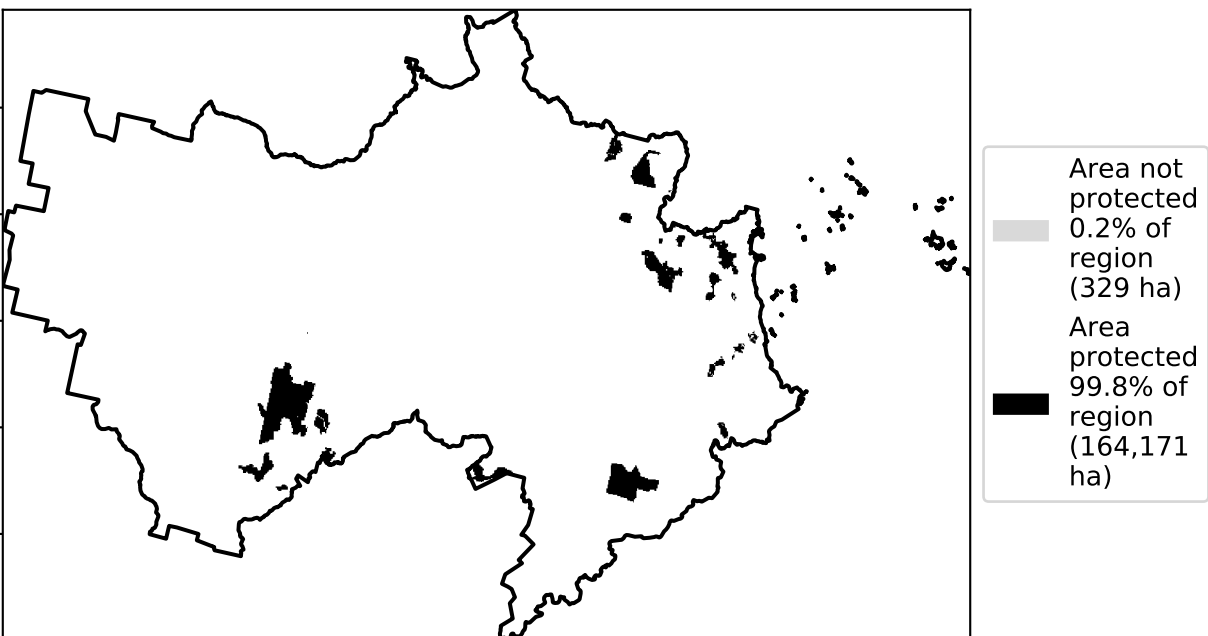 Area not
protected
0.2% of
region
(329 ha)
Area
protected
99.8% of
region
(164,171
ha)